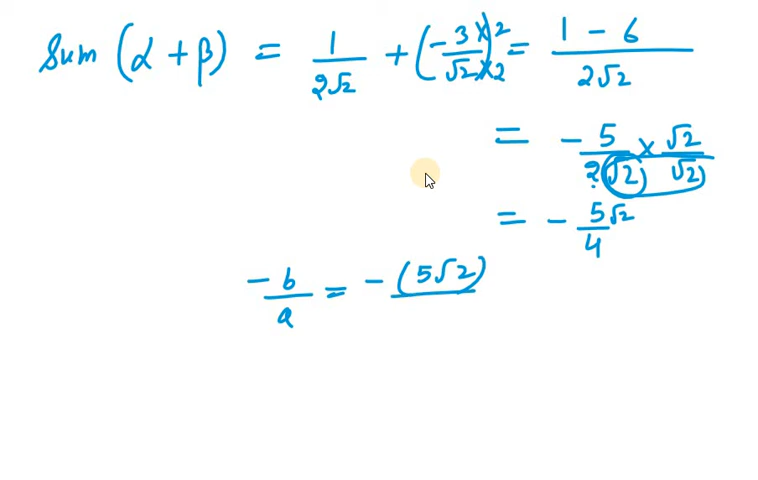 Sum (α + β) = 1/2√2 + (-3×2/√2×2) = 1 - 6/2√2
= - 5/2√2 × √2/√2
= - 5√2/4
-b/a = -(5√2)/